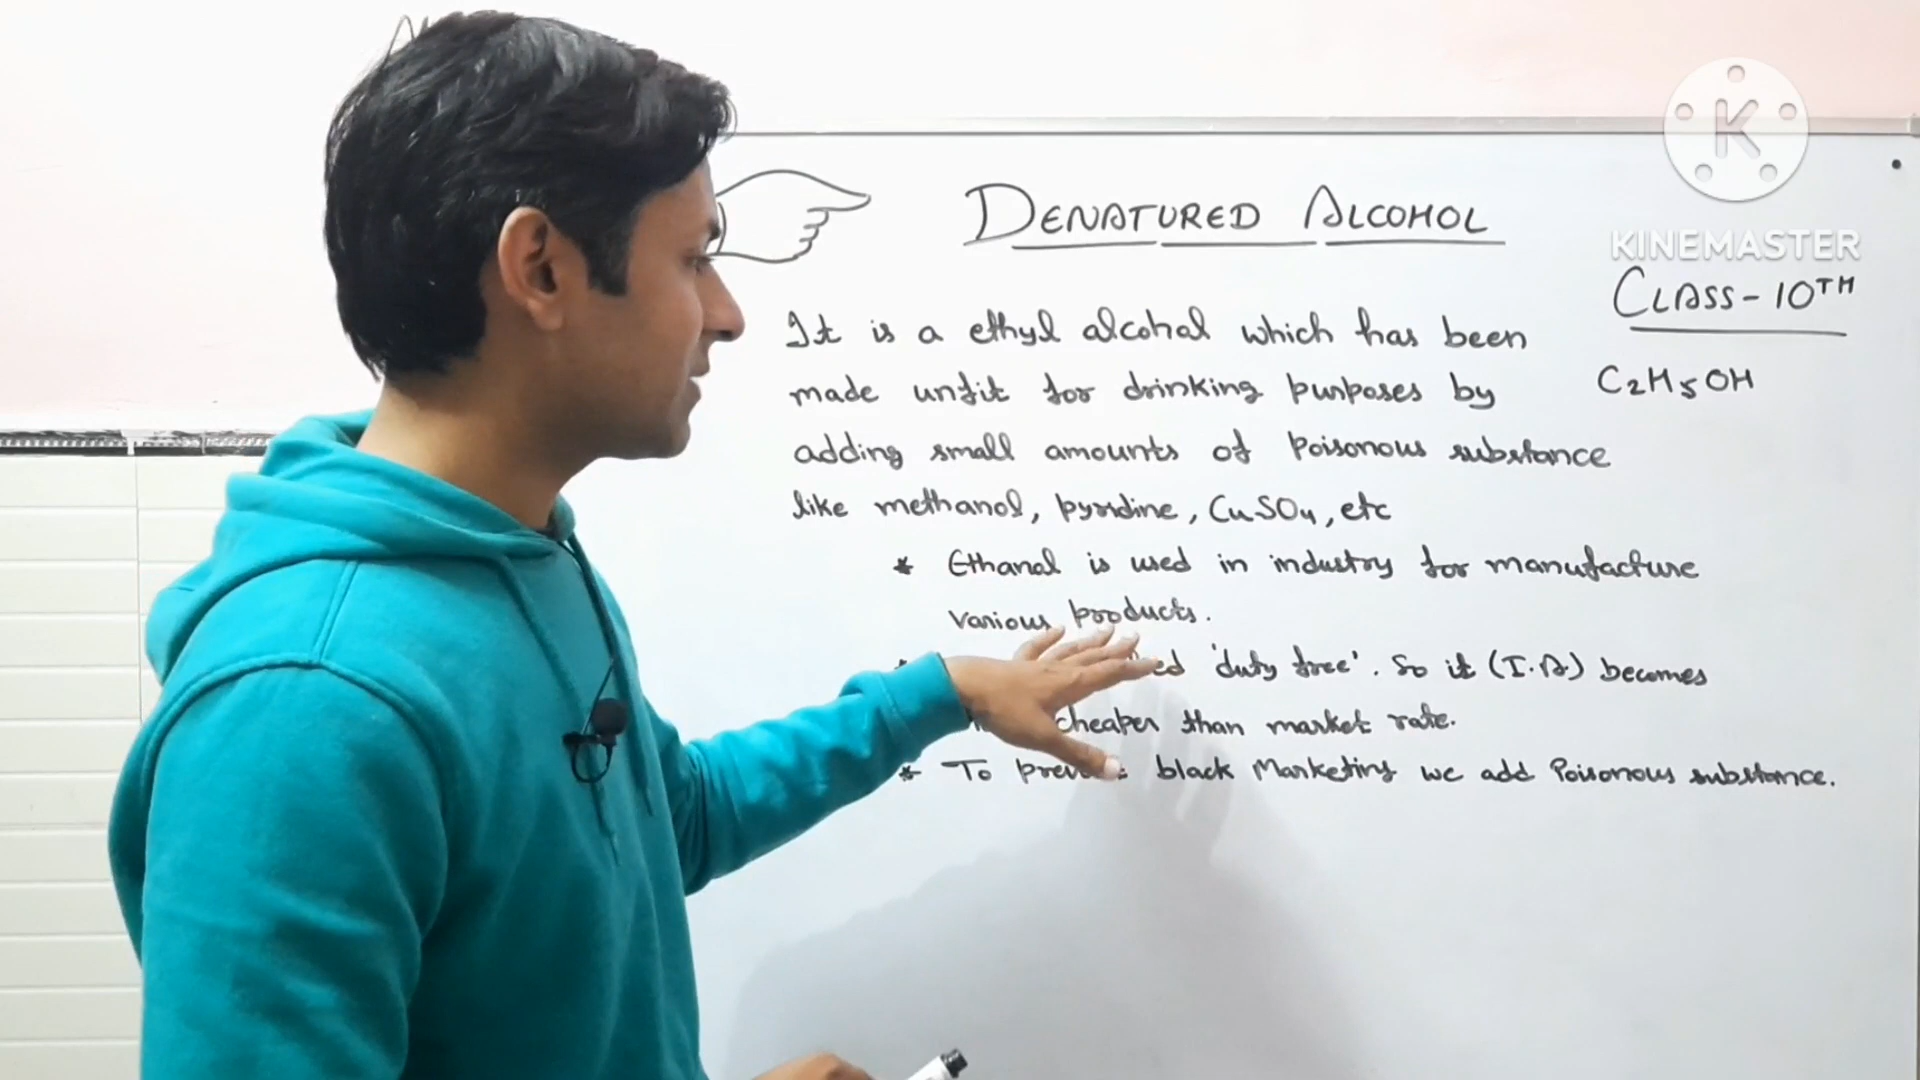 K
KINEMASTER
DENATURED ALCOHOL
CLASS-10TH
It is a ethyl alcohol which has been
made unfit for drinking purposes by
C2H5OH
adding small amounts of Poisonous substance
like methanol, pyridine, CuSO4, etc
* Ethanol is used in industry for manufacture
various products.
'duty free'. So it (I.A) becomes
cheaper than market rate.
* To black Marketing we add Poisonous substance.